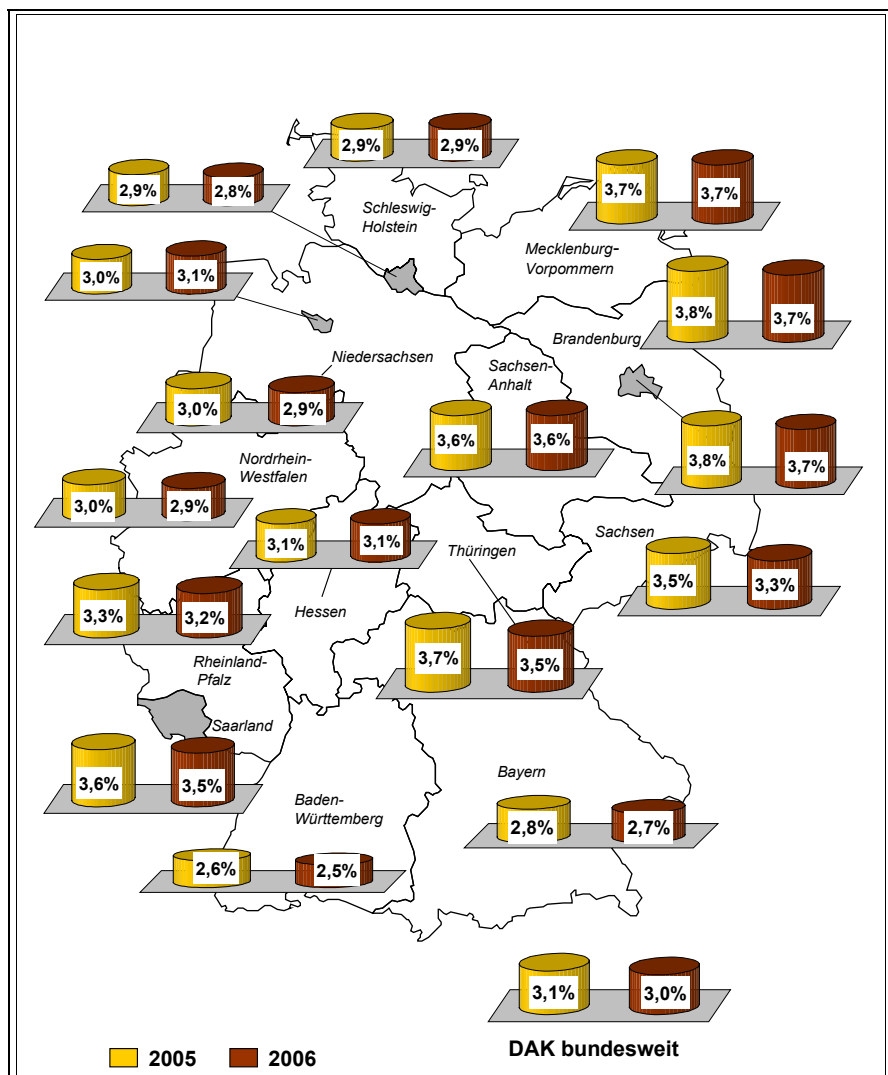 2,9% 2,9%
2,9% 2,8%
Schleswig-
Holstein
3,7% 3,7%
Mecklenburg-
Vorpommern
3,0% 3,1%
3,8% 3,7%
Brandenburg
Niedersachsen
Sachsen-
Anhalt
3,0% 2,9%
3,6% 3,6%
3,8% 3,7%
Nordrhein-
Westfalen
3,0% 2,9%
3,1% 3,1%
Thüringen
Sachsen
3,5% 3,3%
3,3% 3,2%
Hessen
3,7% 3,5%
Rheinland-
Pfalz
Saarland
3,6% 3,5%
Bayern
2,8% 2,7%
Baden-
Württemberg
2,6% 2,5%
3,1% 3,0%
DAK bundesweit
2005 2006